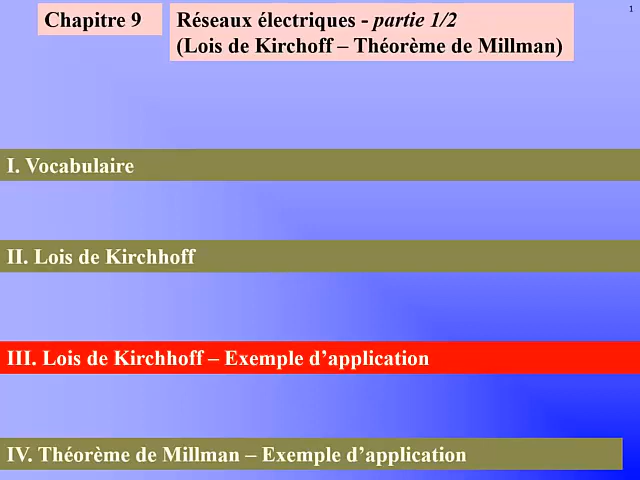 Chapitre 9
Réseaux électriques - partie 1/2
(Lois de Kirchoff – Théorème de Millman)
1
I. Vocabulaire
II. Lois de Kirchhoff
III. Lois de Kirchhoff – Exemple d’application
IV. Théorème de Millman – Exemple d’application